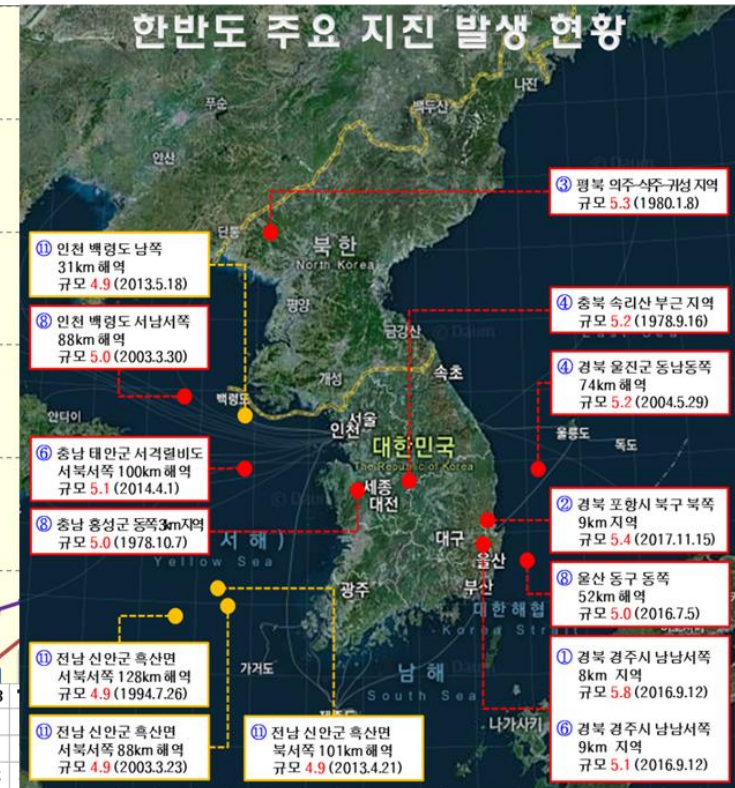 한반도 주요 지진 발생 현황
나진
백두산
푸순
안산
단둥
③ 평북 의주-삭주-귀성 지역
규모 5.3 (1980.1.8)
북한
North Korea
⑪ 인천 백령도 남쪽
31km 해역
규모 4.9 (2013.5.18)
평양
④ 충북 속리산 부근 지역
규모 5.2 (1978.9.16)
⑧ 인천 백령도 서남서쪽
88km 해역
규모 5.0 (2003.3.30)
금강산
© Daum
④ 경북 울진군 동남동쪽
74km 해역
규모 5.2 (2004.5.29)
개성
속초
백령도
안타이
서울
인천
울릉도
독도
대한민국
The Republic of Korea
⑥ 충남 태안군 서격렬비도
서북서쪽 100km 해역
규모 5.1 (2014.4.1)
세종
대전
② 경북 포항시 북구 북쪽
9km 지역
규모 5.4 (2017.11.15)
⑧ 충남 홍성군 동쪽 3km 지역
규모 5.0 (1978.10.7)
서해)
Yellow Sea
대구
울산
⑧ 울산 동구 동쪽
52km 해역
규모 5.0 (2016.7.5)
광주
부산
대한해협
Korea Strait
⑪ 전남 신안군 흑산면
서북서쪽 128km 해역
규모 4.9 (1994.7.26)
가거도
남해
South Sea
① 경북 경주시 남남서쪽
8km 지역
규모 5.8 (2016.9.12)
⑥ 경북 경주시 남남서쪽
9km 지역
규모 5.1 (2016.9.12)
나가사키
⑪ 전남 신안군 흑산면
서북서쪽 88km 해역
규모 4.9 (2003.3.23)
⑪ 전남 신안군 흑산면
북서쪽 101km 해역
규모 4.9 (2013.4.21)